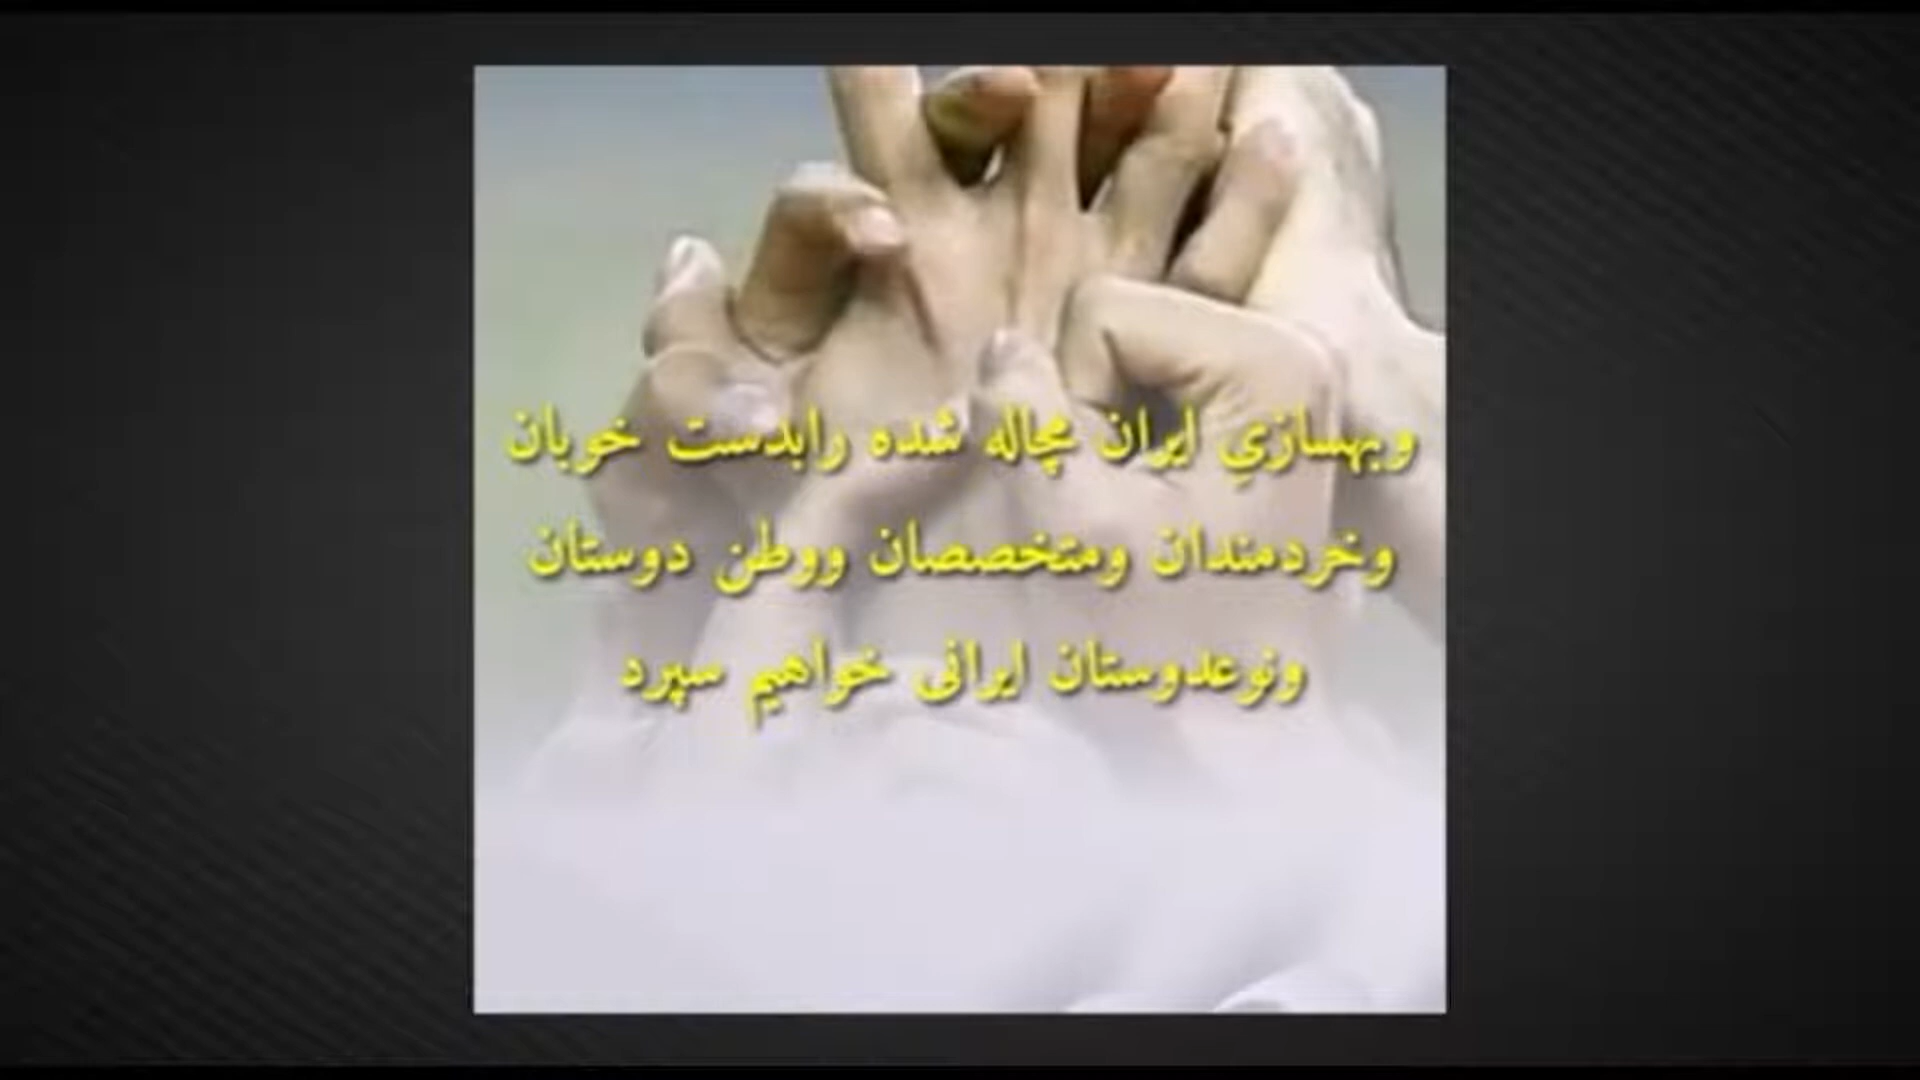 وبهسازیِ ایران مچاله شده رابدست خوبان
وخردمندان ومتخصصان ووطن دوستان
ونوعدوستان ایرانی خواهیم سپرد